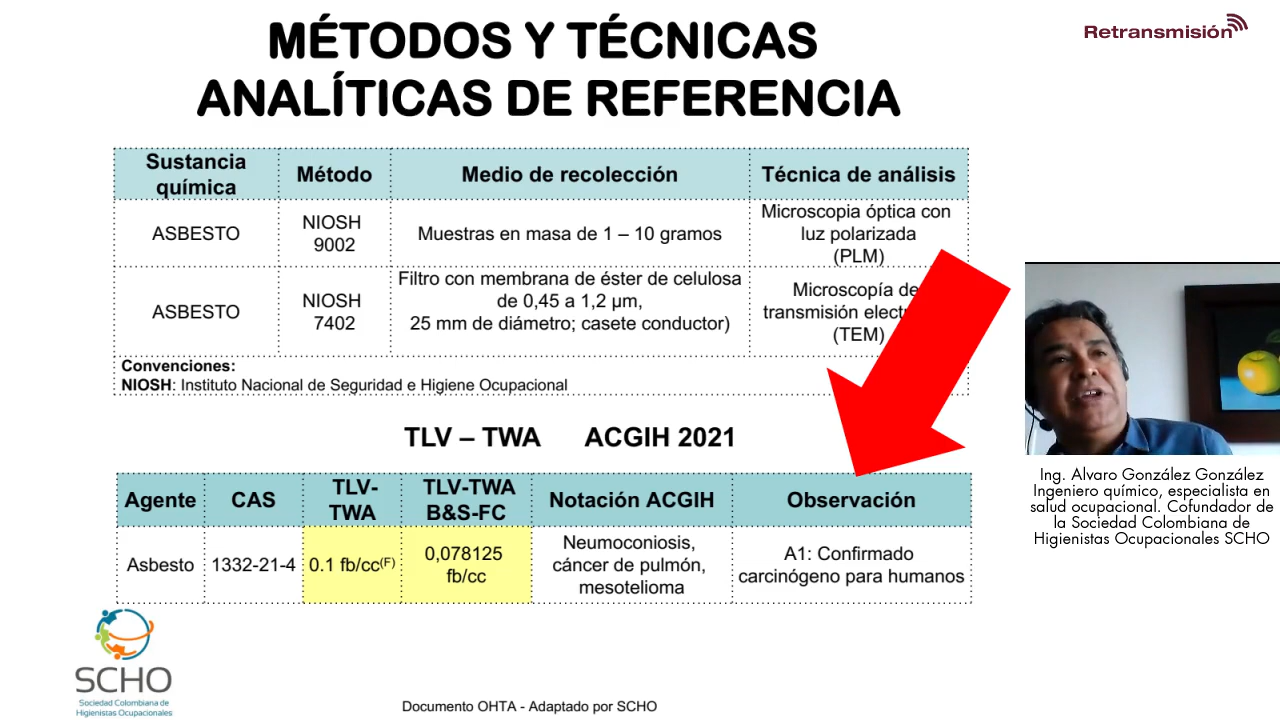 MÉTODOS Y TÉCNICAS
ANALÍTICAS DE REFERENCIA
Retransmisión
Sustancia química Método Medio de recolección Técnica de análisis
ASBESTO NIOSH 9002 Muestras en masa de 1 – 10 gramos Microscopia óptica con luz polarizada (PLM)
ASBESTO NIOSH 7402 Filtro con membrana de éster de celulosa de 0,45 a 1,2 µm, 25 mm de diámetro; casete conductor) Microscopía de transmisión (TEM)
Convenciones:
NIOSH: Instituto Nacional de Seguridad e Higiene Ocupacional
TLV – TWA ACGIH 2021
Agente CAS TLV-TWA TLV-TWA B&S-FC Notación ACGIH Observación
Asbesto 1332-21-4 0.1 fb/cc(F) 0,078125 fb/cc Neumoconiosis, cáncer de pulmón, mesotelioma A1: Confirmado carcinógeno para humanos
Ing. Alvaro González González
Ingeniero químico, especialista en
salud ocupacional. Cofundador de
la Sociedad Colombiana de
Higienistas Ocupacionales SCHO
SCHO
Sociedad Colombiana de
Higienistas Ocupacionales
Documento OHTA - Adaptado por SCHO